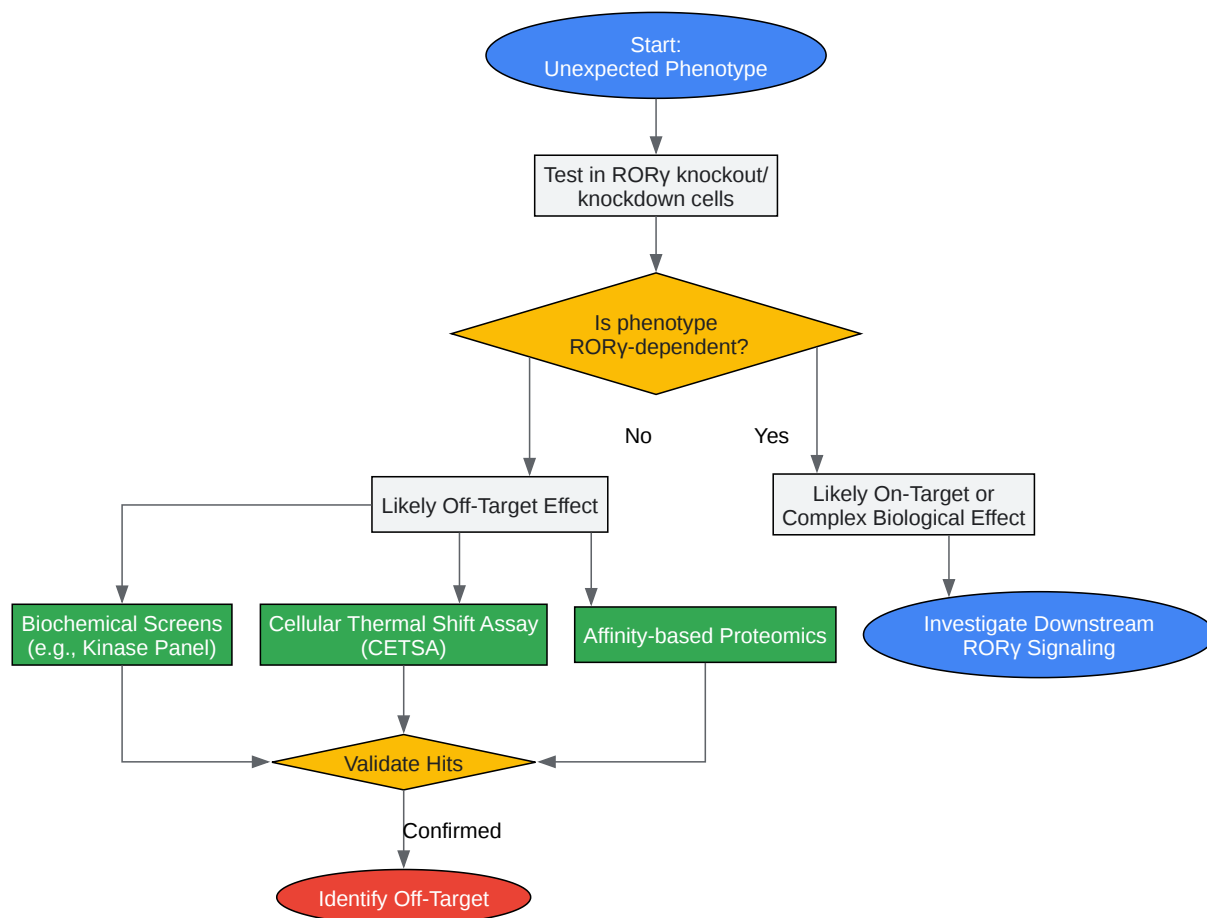 Start:
Unexpected Phenotype
Test in RORγ knockout/
knockdown cells
Is phenotype
RORγ-dependent?
No
Yes
Likely Off-Target Effect
Likely On-Target or
Complex Biological Effect
Biochemical Screens
(e.g., Kinase Panel)
Cellular Thermal Shift Assay
(CETSA)
Affinity-based Proteomics
Investigate Downstream
RORγ Signaling
Validate Hits
Confirmed
Identify Off-Target